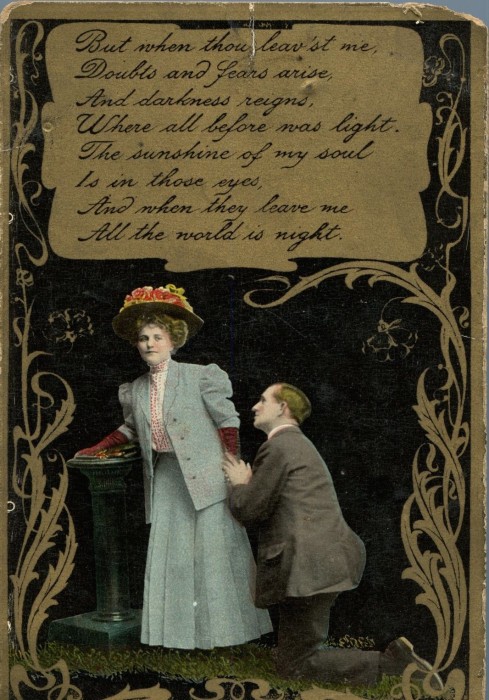 But when thou leav'st me,
Doubts and fears arise,
And darkness reigns,
Where all before was light.
The sunshine of my soul
Is in those eyes,
And when they leave me
All the world is night.